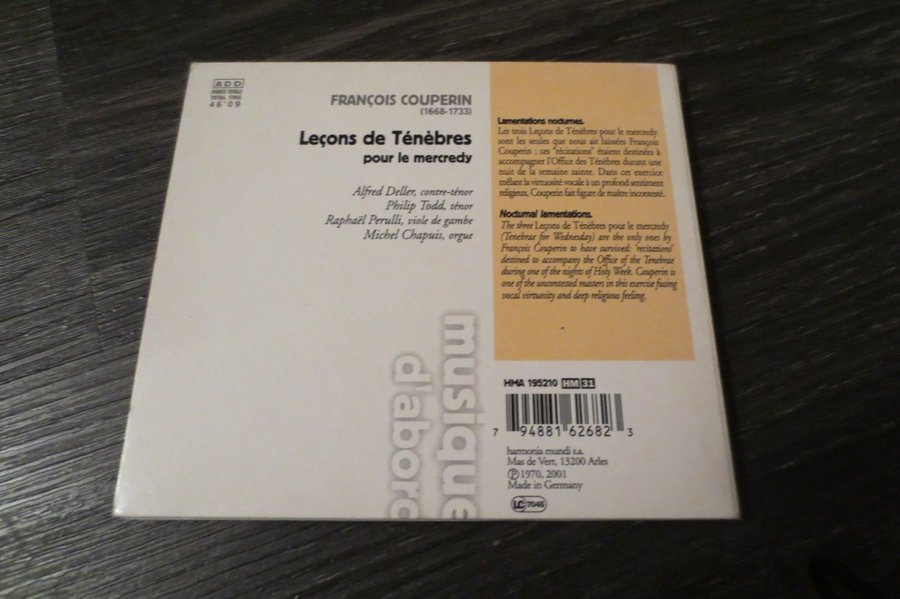 ADD
DURÉE TOTALE
TOTAL TIME
46'09
FRANÇOIS COUPERIN
(1668-1733)
Leçons de Ténèbres
pour le mercredy
Alfred Deller, contre-ténor
Philip Todd, ténor
Raphaël Perulli, viole de gambe
Michel Chapuis, orgue
musique
d'abord
Lamentations nocturnes.
Les trois Leçons de Ténèbres pour le mercredy
sont les seules que nous ait laissées François
Couperin ; ces "récitations" étaient destinées à
accompagner l'Office des Ténèbres durant une
nuit de la semaine sainte. Dans cet exercice
mêlant la virtuosité vocale à un profond sentiment
religieux, Couperin fait figure de maître incontesté.
Nocturnal lamentations.
The three Leçons de Ténèbres pour le mercredy
(Tenebrae for Wednesday) are the only ones by
François Couperin to have survived: 'recitations'
destined to accompany the Office of the Tenebrae
during one of the nights of Holy Week. Couperin is
one of the uncontested masters in this exercise fusing
vocal virtuosity and deep religious feeling.
HMA 195210 HM 31
7 94881 62682 3
harmonia mundi s.a.
Mas de Vert, 13200 Arles
Ⓟ 1970, 2001
Made in Germany
LC 7045